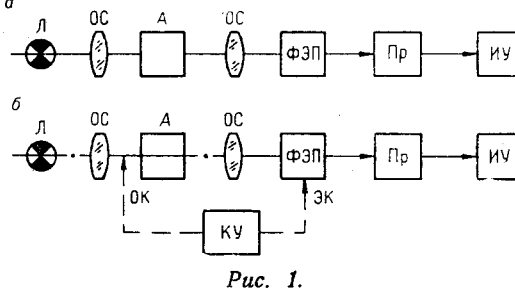 а
Л ОС А ОС
ФЭП Пр ИУ
б
Л ОС А ОС
ФЭП Пр ИУ
ОК ЭК
КУ
Рис. 1.